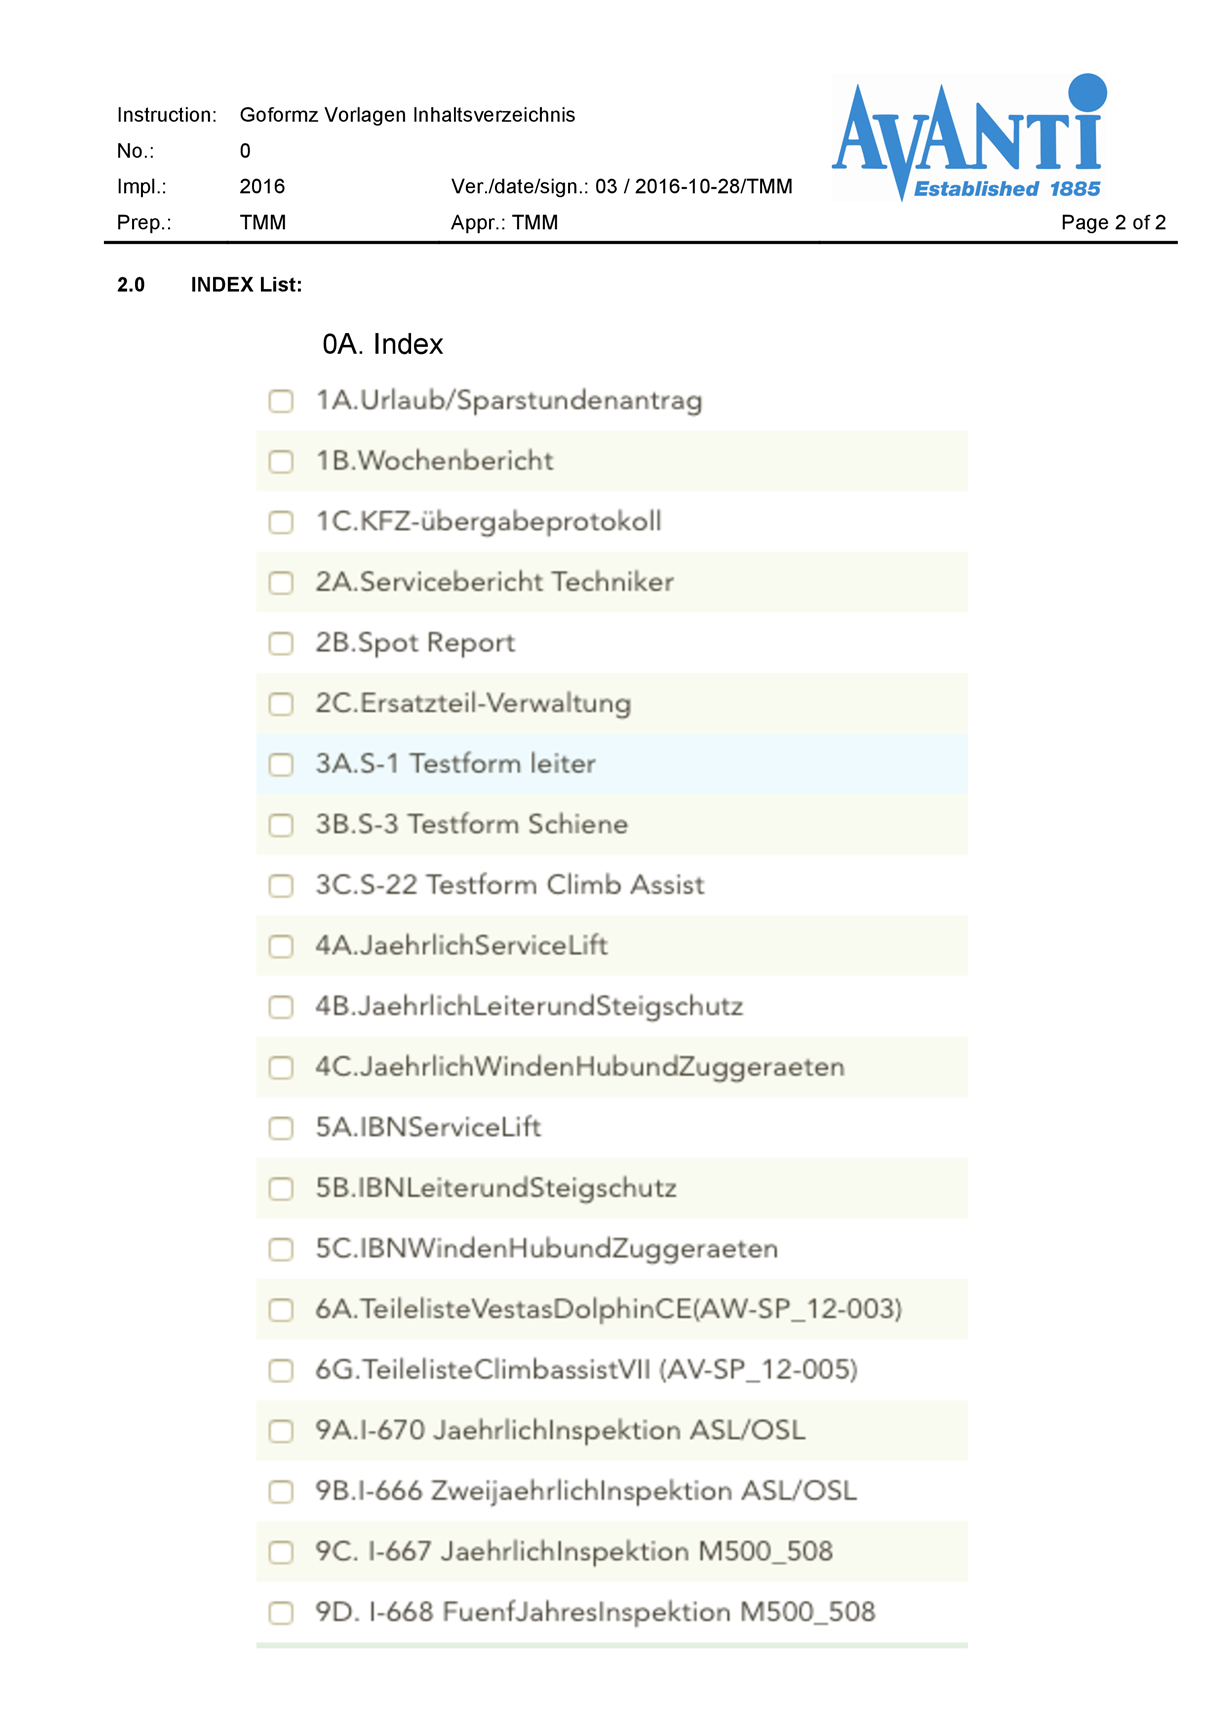 Instruction: Goformz Vorlagen Inhaltsverzeichnis
No.: 0
Impl.: 2016 Ver./date/sign.: 03 / 2016-10-28/TMM
Prep.: TMM Appr.: TMM Page 2 of 2
AVANTi
Established 1885
2.0 INDEX List:
0A. Index
1A.Urlaub/Sparstundenantrag
1B.Wochenbericht
1C.KFZ-übergabeprotokoll
2A.Servicebericht Techniker
2B.Spot Report
2C.Ersatzteil-Verwaltung
3A.S-1 Testform leiter
3B.S-3 Testform Schiene
3C.S-22 Testform Climb Assist
4A.JaehrlichServiceLift
4B.JaehrlichLeiterundSteigschutz
4C.JaehrlichWindenHubundZuggeraeten
5A.IBNServiceLift
5B.IBNLeiterundSteigschutz
5C.IBNWindenHubundZuggeraeten
6A.TeilelisteVestasDolphinCE(AW-SP_12-003)
6G.TeilelisteClimbassistVII (AV-SP_12-005)
9A.I-670 JaehrlichInspektion ASL/OSL
9B.I-666 ZweijaehrlichInspektion ASL/OSL
9C. I-667 JaehrlichInspektion M500_508
9D. I-668 FuenfJahresInspektion M500_508